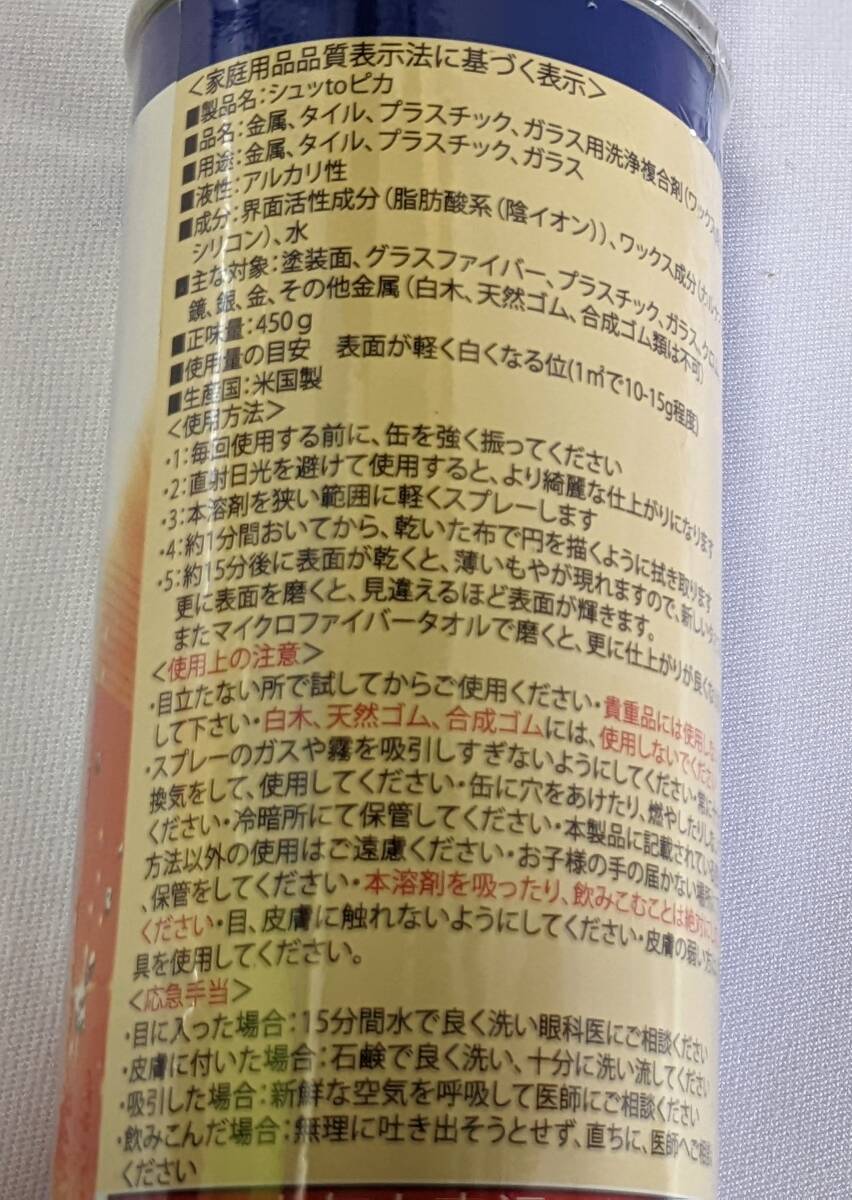 <家庭用品品質表示法に基づく表示>
■製品名:シュッtoピカ
■品名:金属、タイル、プラスチック、ガラス用洗浄複合剤(ワックス
■用途:金属、タイル、プラスチック、ガラス
■液性:アルカリ性
■成分:界面活性成分(脂肪酸系(陰イオン))、ワックス成分(カルナ
シリコン)、水
■主な対象:塗装面、グラスファイバー、プラスチック、ガラス、クロム
鏡、銀、金、その他金属(白木、天然ゴム、合成ゴム類は不可)
■正味量:450g
■使用量の目安 表面が軽く白くなる位(1㎡で10-15g程度)
■生産国:米国製
<使用方法>
・1:毎回使用する前に、缶を強く振ってください
・2:直射日光を避けて使用すると、より綺麗な仕上がりになります
・3:本溶剤を狭い範囲に軽くスプレーします
・4:約1分間おいてから、乾いた布で円を描くように拭き取ります
・5:約15分後に表面が乾くと、薄いもやが現れますので、新しい
更に表面を磨くと、見違えるほど表面が輝きます。
またマイクロファイバータオルで磨くと、更に仕上がりが良くな
<使用上の注意>
・目立たない所で試してからご使用ください・貴重品には使用しな
して下さい・白木、天然ゴム、合成ゴムには、使用しないでくださ
・スプレーのガスや霧を吸引しすぎないようにしてください・常に
換気をして、使用してください・缶に穴をあけたり、燃やしたりし
ください・冷暗所にて保管してください・本製品に記載されている
方法以外の使用はご遠慮ください・お子様の手の届かない場所
、保管をしてください・本溶剤を吸ったり、飲みこむことは絶対に
ください・目、皮膚に触れないようにしてください・皮膚の弱い方
具を使用してください。
<応急手当>
・目に入った場合:15分間水で良く洗い眼科医にご相談ください
・皮膚に付いた場合:石鹸で良く洗い、十分に洗い流してください
・吸引した場合:新鮮な空気を呼吸して医師にご相談ください
・飲みこんだ場合:無理に吐き出そうとせず、直ちに、医師へご相談
ください